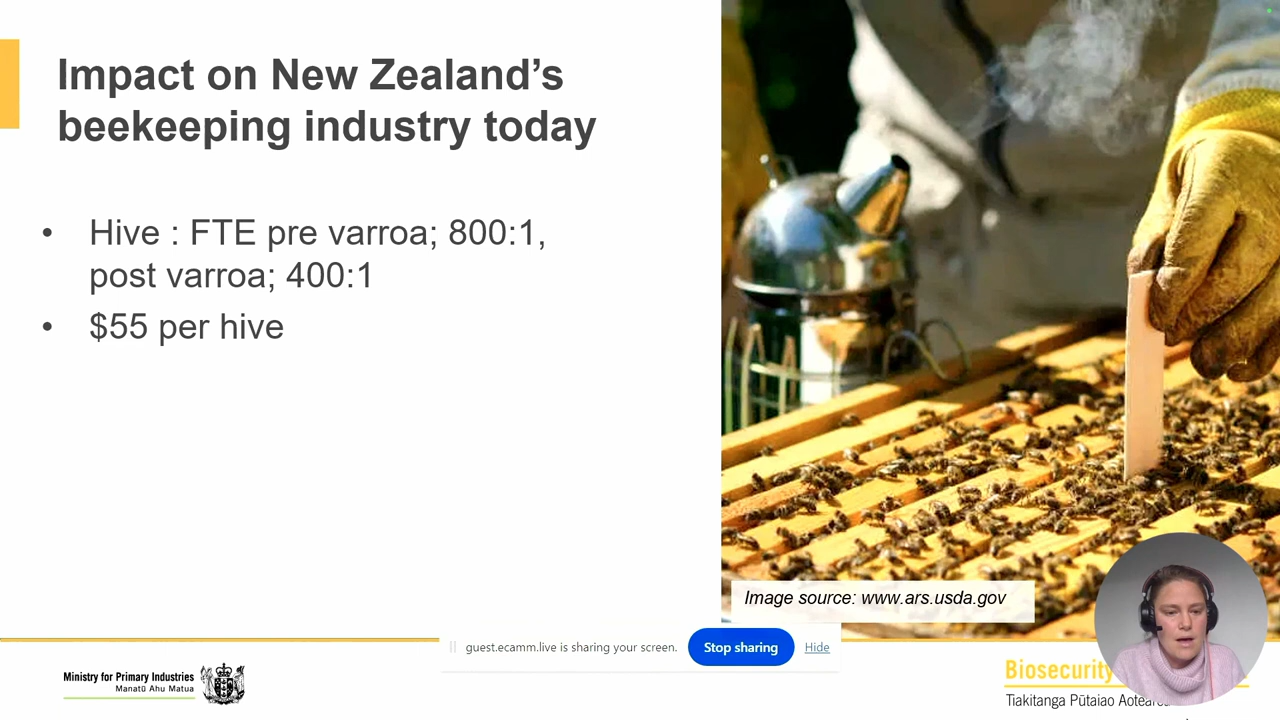 Impact on New Zealand's
beekeeping industry today
• Hive : FTE pre varroa; 800:1,
post varroa; 400:1
• $55 per hive
Image source: www.ars.usda.gov
guest.ecamm.live is sharing your screen. Stop sharing Hide
Ministry for Primary Industries
Manatū Ahu Matua
Biosecurity
Tiakitanga Pūtaiao